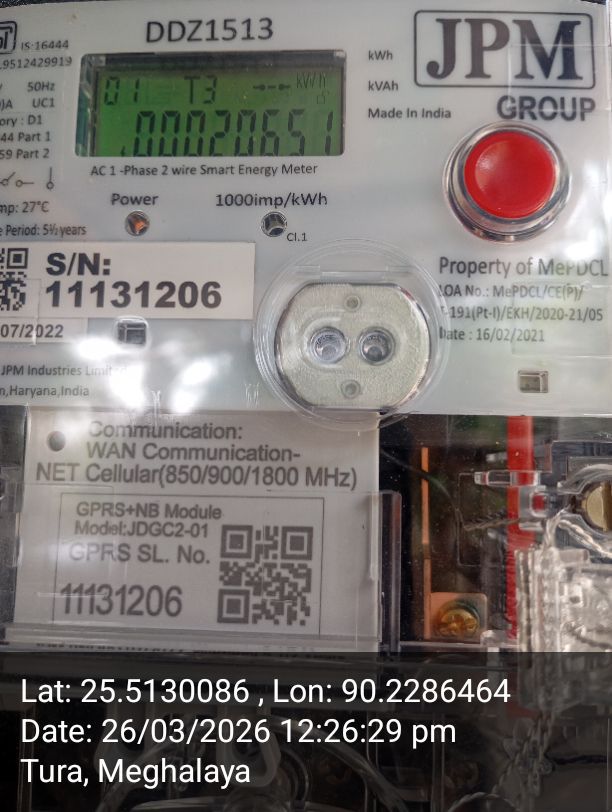 DDZ1513
IS:16444
9512429919
50Hz
UC1
ory : D1
44 Part 1
59 Part 2
mp: 27°C
e Period: 5½ years
01 T3 kWh
.00020651
kWh
kVAh
Made In India
JPM
GROUP
AC 1 -Phase 2 wire Smart Energy Meter
Power
1000imp/kWh
Cl.1
S/N:
11131206
07/2022
JPM Industries Limited
n,Haryana,India
Property of MePDCL
LOA No.: MePDCL/CE(P)/
T-191(Pt-I)/EKH/2020-21/05
Date : 16/02/2021
Communication:
WAN Communication-
NET Cellular(850/900/1800 MHz)
GPRS+NB Module
Model:JDGC2-01
GPRS SL. No.
11131206
Lat: 25.5130086 , Lon: 90.2286464
Date: 26/03/2026 12:26:29 pm
Tura, Meghalaya